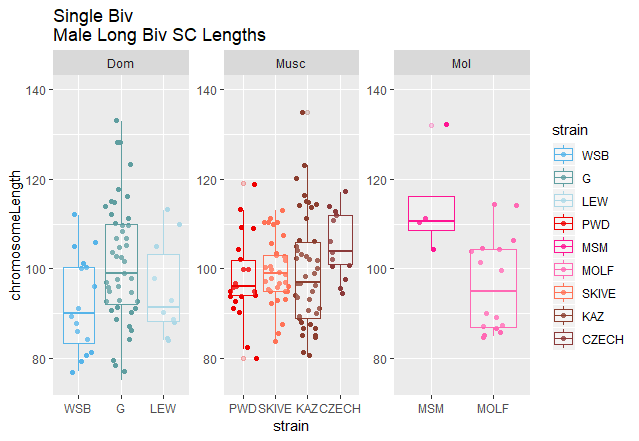 Single Biv
Male Long Biv SC Lengths
Dom Musc Mol
140 140 140
120 120 120
100 100 100
80 80 80
chromosomeLength
WSB G LEW PWD SKIVE KAZ CZECH MSM MOLF
strain
strain
WSB
G
LEW
PWD
MSM
MOLF
SKIVE
KAZ
CZECH